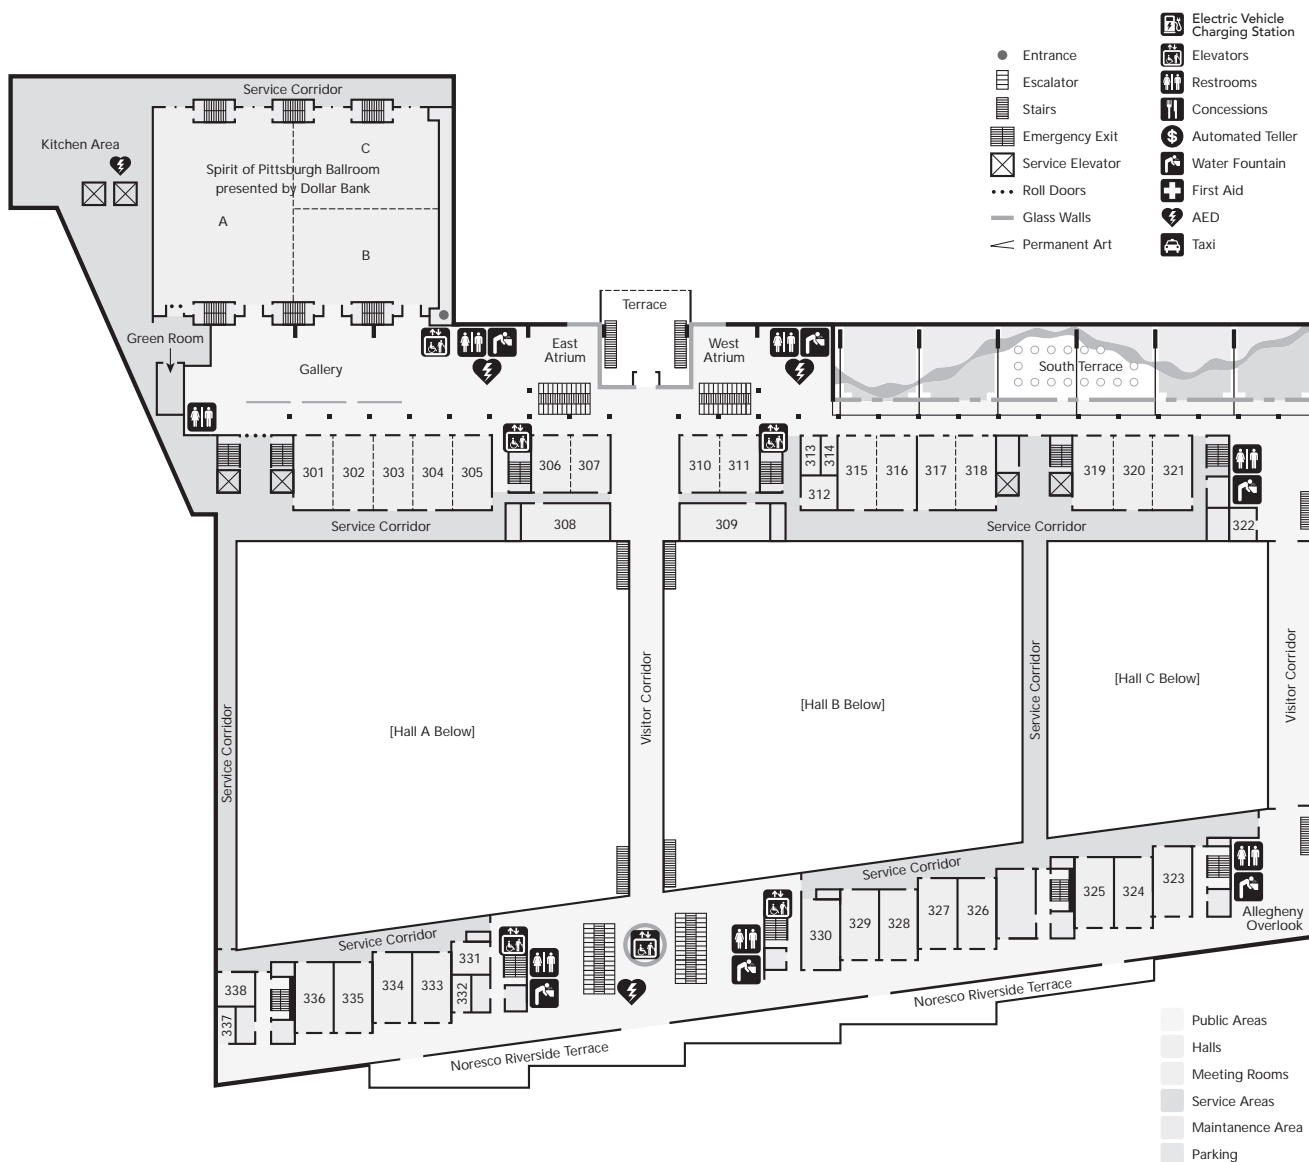 Electric Vehicle
Charging Station
Entrance
Elevators
Escalator
Restrooms
Stairs
Concessions
Emergency Exit
$
Automated Teller
Service Elevator
Water Fountain
Roll Doors
First Aid
Glass Walls
AED
Permanent Art
Taxi
Service Corridor
Kitchen Area
C
Spirit of Pittsburgh Ballroom
presented by Dollar Bank
A
B
Terrace
Green Room
East
Atrium
West
Atrium
Gallery
South Terrace
301
302
303
304
305
306
307
310
311
313
314
315
316
317
318
319
320
321
312
Service Corridor
308
309
Service Corridor
322
Service Corridor
[Hall A Below]
Visitor Corridor
[Hall B Below]
Service Corridor
[Hall C Below]
Visitor Corridor
Service Corridor
323
324
325
326
327
328
329
330
Allegheny
Overlook
Service Corridor
331
332
333
334
335
336
338
337
Noresco Riverside Terrace
Noresco Riverside Terrace
Public Areas
Halls
Meeting Rooms
Service Areas
Maintanence Area
Parking